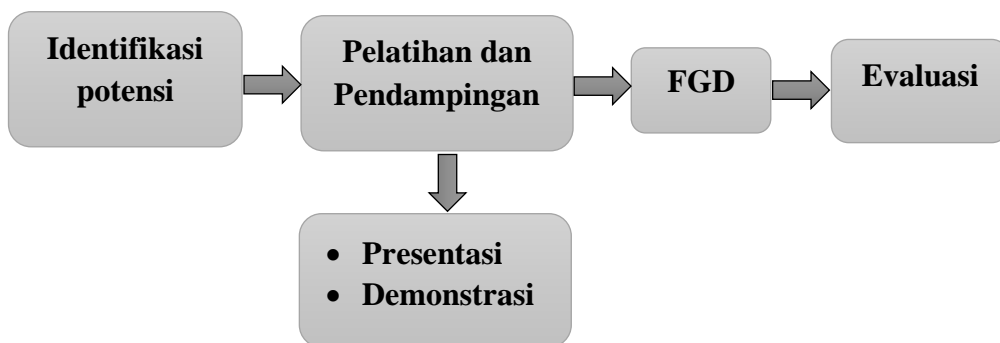 Identifikasi
potensi
Pelatihan dan
Pendampingan
FGD
Evaluasi
• Presentasi
• Demonstrasi